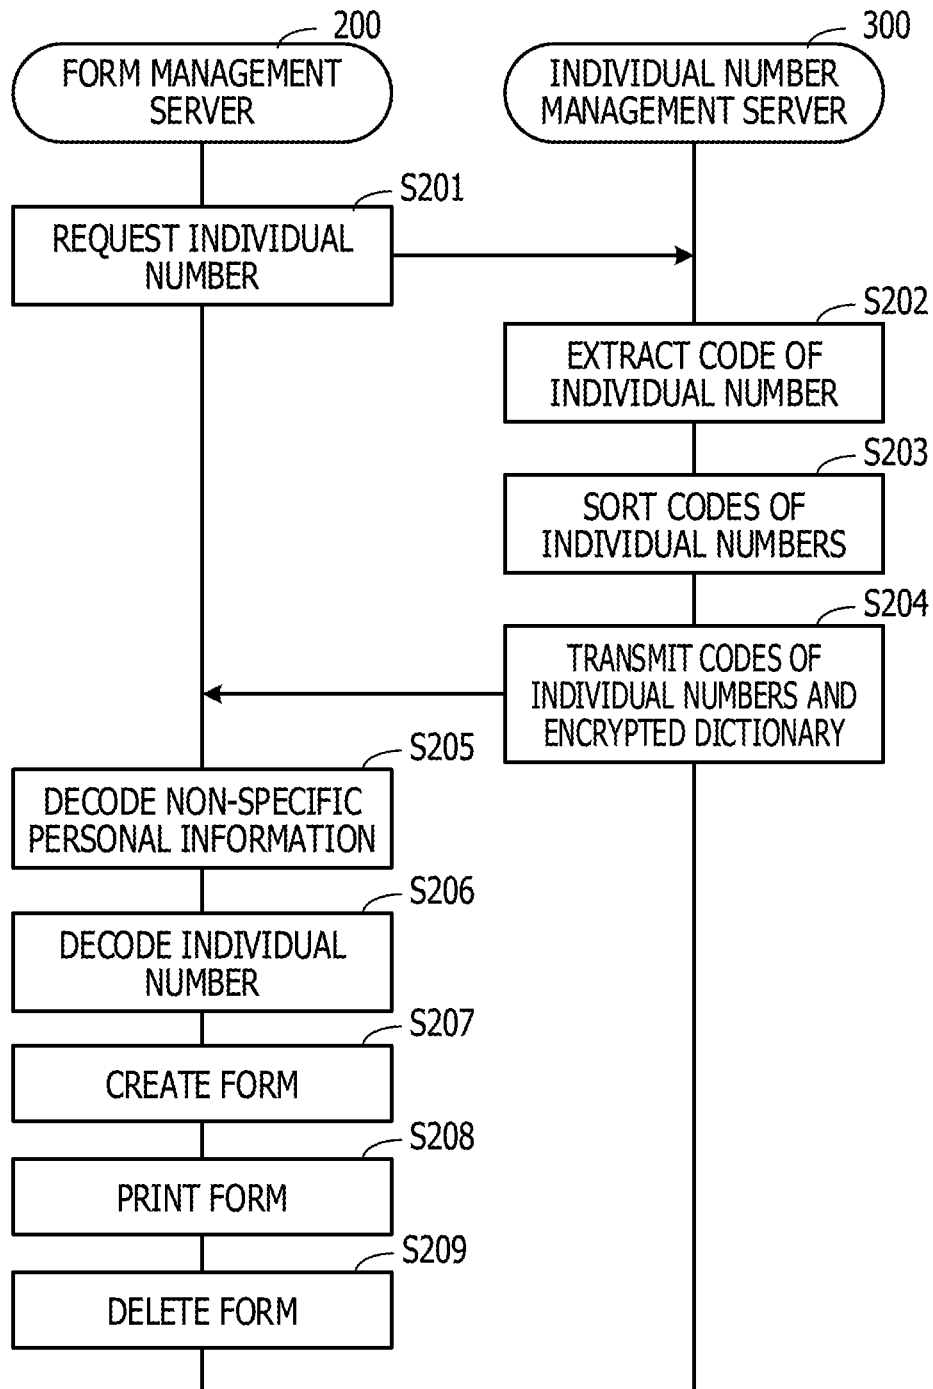 200
FORM MANAGEMENT
SERVER
300
INDIVIDUAL NUMBER
MANAGEMENT SERVER
S201
REQUEST INDIVIDUAL
NUMBER
S202
EXTRACT CODE OF
INDIVIDUAL NUMBER
S203
SORT CODES OF
INDIVIDUAL NUMBERS
S204
TRANSMIT CODES OF
INDIVIDUAL NUMBERS AND
ENCRYPTED DICTIONARY
S205
DECODE NON-SPECIFIC
PERSONAL INFORMATION
S206
DECODE INDIVIDUAL
NUMBER
S207
CREATE FORM
S208
PRINT FORM
S209
DELETE FORM